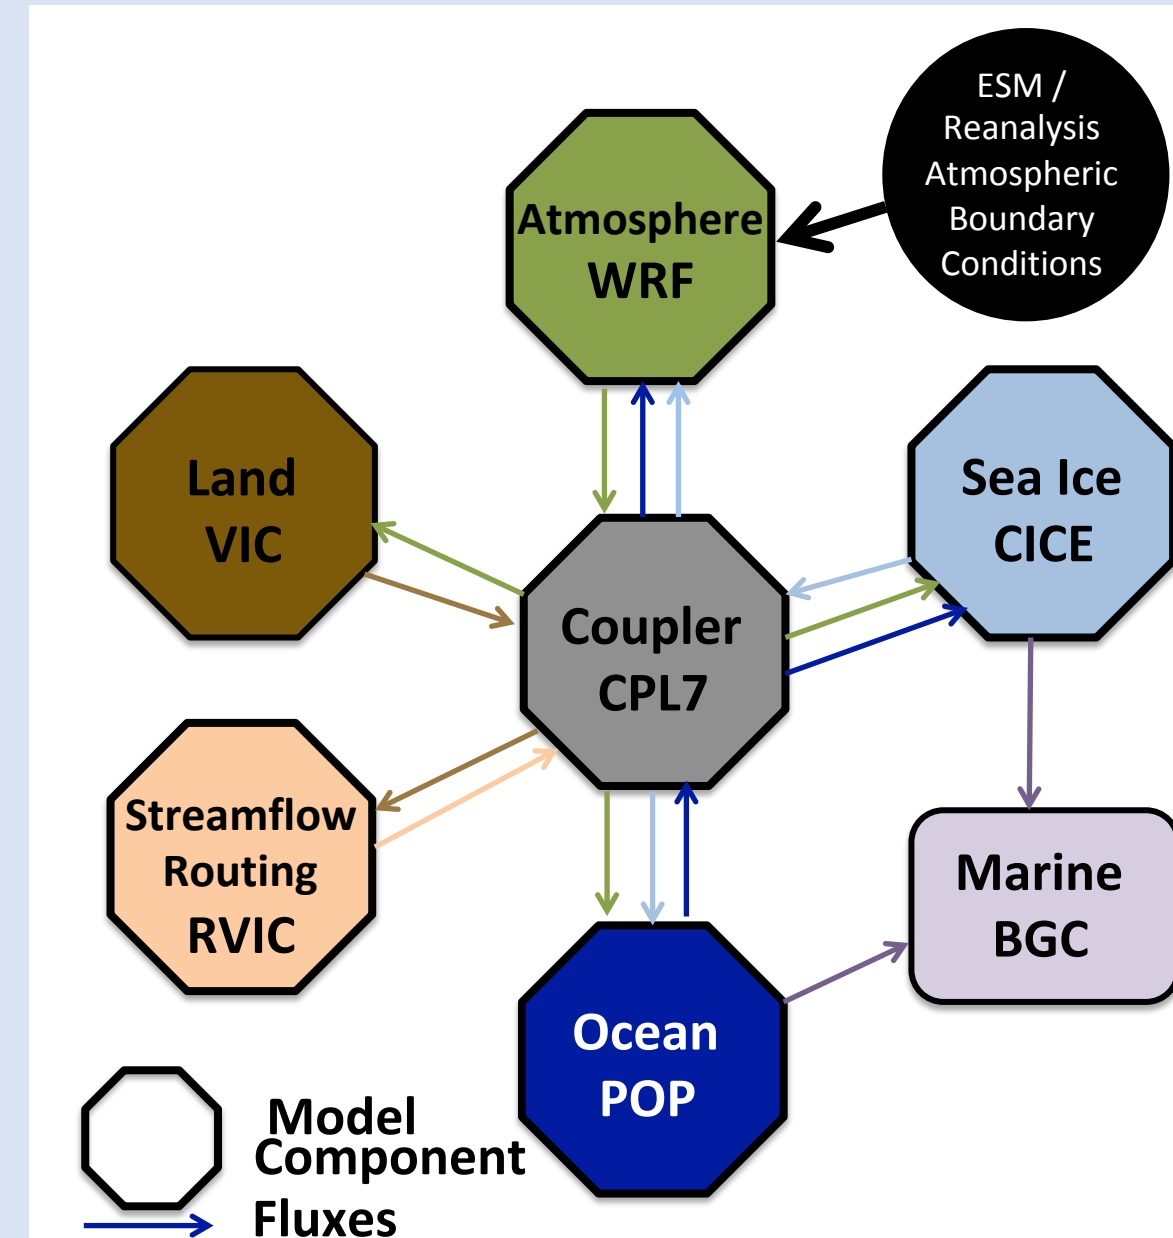 ESM /
Reanalysis
Atmospheric
Boundary
Conditions
Atmosphere
WRF
Land
VIC
Sea Ice
CICE
Coupler
CPL7
Streamflow
Routing
RVIC
Marine
BGC
Ocean
POP
Model
Component
Fluxes